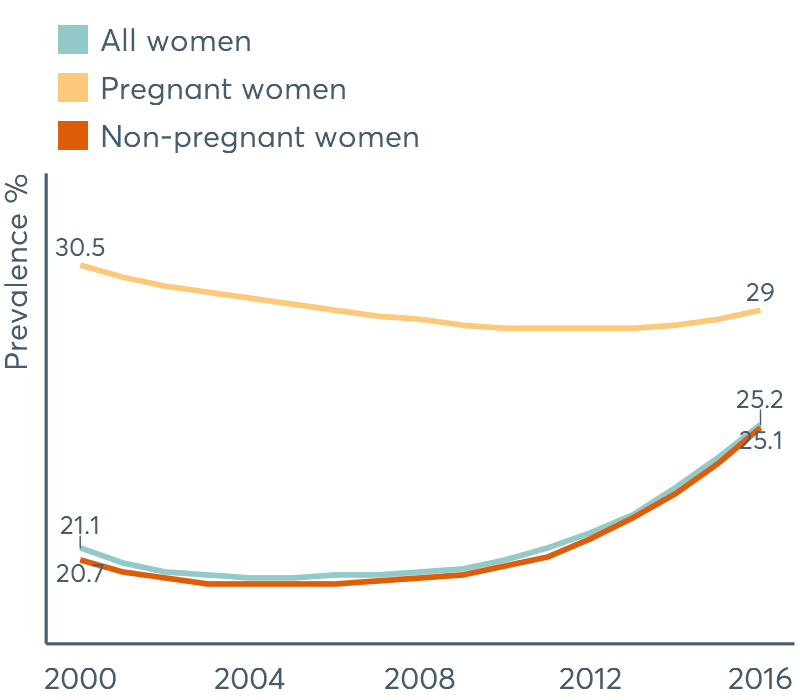 All women
Pregnant women
Non-pregnant women
Prevalence %
30.5
29
25.2
25.1
21.1
20.7
2000 2004 2008 2012 2016